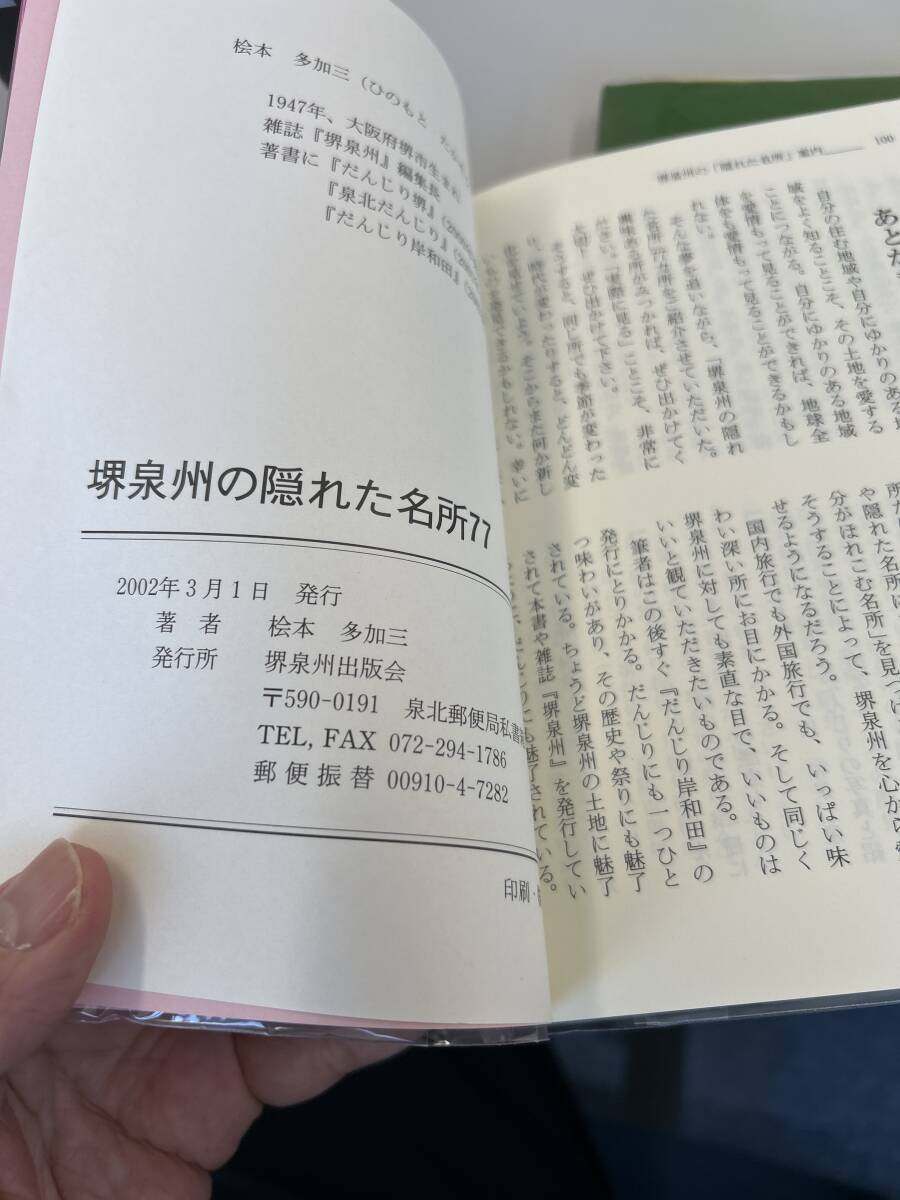 桧本 多加三(ひのもと たか
1947年、大阪府堺市生まれ
雑誌『堺泉州』編集長
著書に『だんじり堺』
『泉北だんじり』
『だんじり岸和田』
堺泉州の隠れた名所77
2002年3月1日 発行
著者 桧本 多加三
発行所 堺泉州出版会
〒590-0191 泉北郵便局私書
TEL, FAX 072-294-1786
郵便振替 00910-4-7282
印刷・
堺泉州の「隠れた名所」案内 100
あとが
自分の住む地域や自分にゆかりのある
域をよく知ることこそ、その土地を愛する
ことにつながる。自分にゆかりのある地域
を愛情もって見ることができれば、地球全
体をも愛情もって見ることができるかもし
れない。
そんな夢を追いながら、「堺泉州の隠れ
た名所77カ所をご紹介させていただいた。
興味ある所が見つかれば、ぜひ出かけてく
ださい。「実際に見る」ことこそ、非常に
大切
ぜひ出かけて下さい。
そうすると、同じ所でも季節が変わった
り、時代が変わったりすると、どんどん変
化を見せていよう。そこからまた何か新し
や隠れた名所」を見つけ
分がほれこむ名所によって、堺泉州を心か
そうすることによって
せるようになるだろう。
国内旅行でも外国旅行でも、いっぱい味
わい深い所にお目にかかる。そして同じく
堺泉州に対しても素直な目で、いいものは
いいと観ていただきたいものである。
筆者はこの後すぐ『だんじり岸和田』の
発行にとりかかる。だんじりにも一つひと
つ味わいがあり、その歴史や祭りにも魅了
されている。ちょうど堺泉州の土地に魅了
されて本書や雑誌『堺泉州』を発行してい